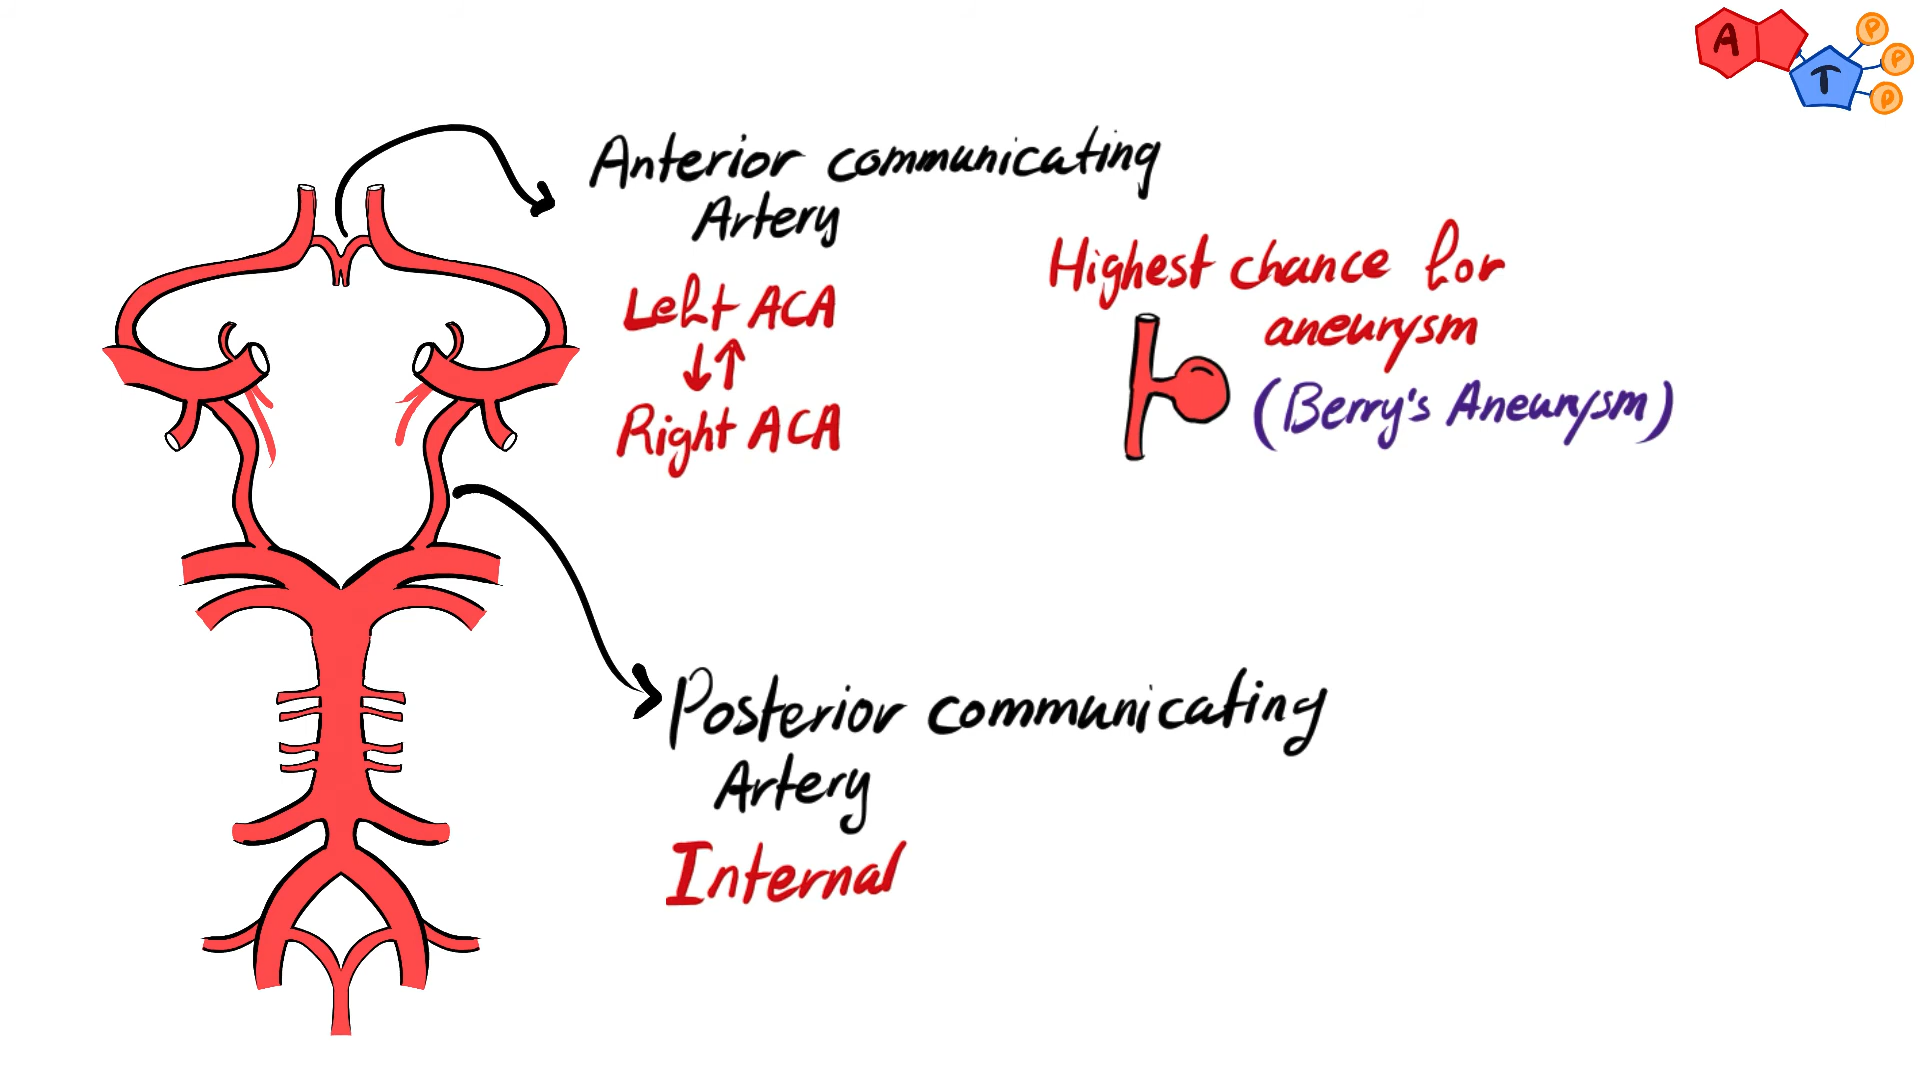 A
T
P
P
P
Anterior communicating
Artery
Left ACA
Right ACA
Highest chance for
aneurysm
(Berry's Aneurysm)
Posterior communicating
Artery
Internal